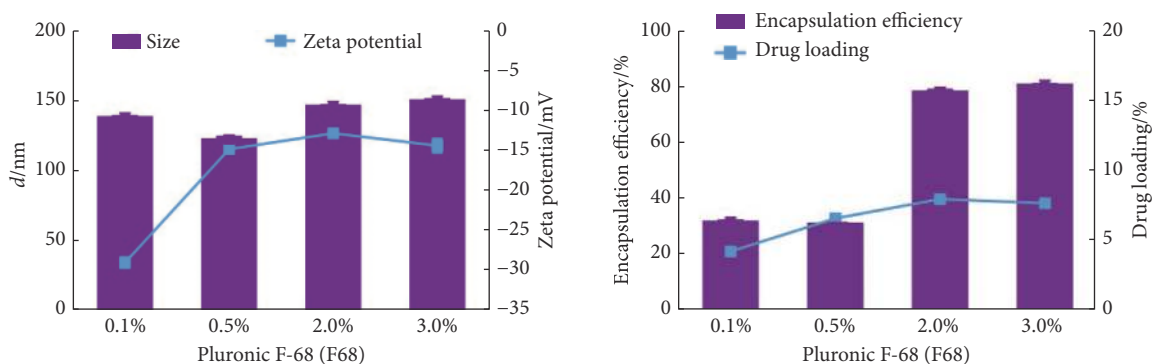 Size
Zeta potential
200
150
100
50
0
d/nm
0
−5
−10
−15
−20
−25
−30
−35
Zeta potential/mV
0.1% 0.5% 2.0% 3.0%
Pluronic F-68 (F68)
Encapsulation efficiency
Drug loading
100
80
60
40
20
0
Encapsulation efficiency/%
20
15
10
5
0
Drug loading/%
0.1% 0.5% 2.0% 3.0%
Pluronic F-68 (F68)